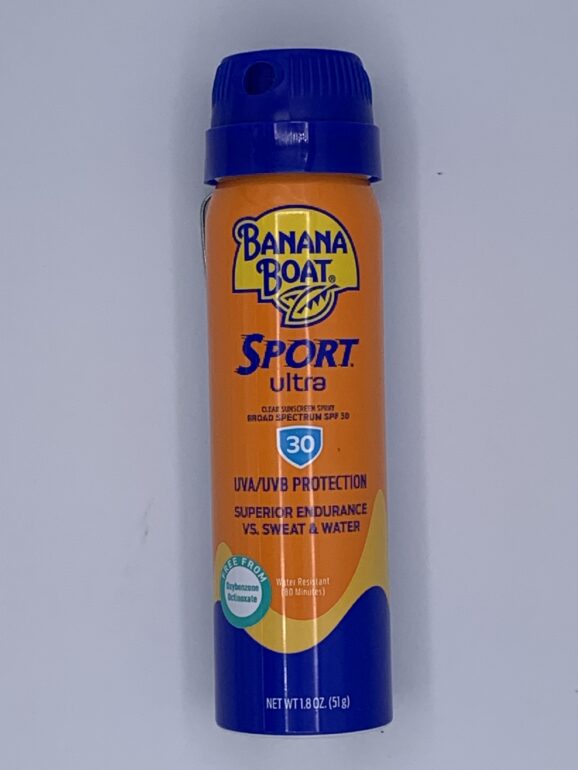 BANANA
BOAT®
SPORT
ultra
CLEAR SUNSCREEN SPRAY
BROAD SPECTRUM SPF 30
30
UVA/UVB PROTECTION
SUPERIOR ENDURANCE
VS. SWEAT & WATER
FREE FROM
Oxybenzone
Octinoxate
Water Resistant
(80 Minutes)
NET WT 1.8 OZ. (51 g)